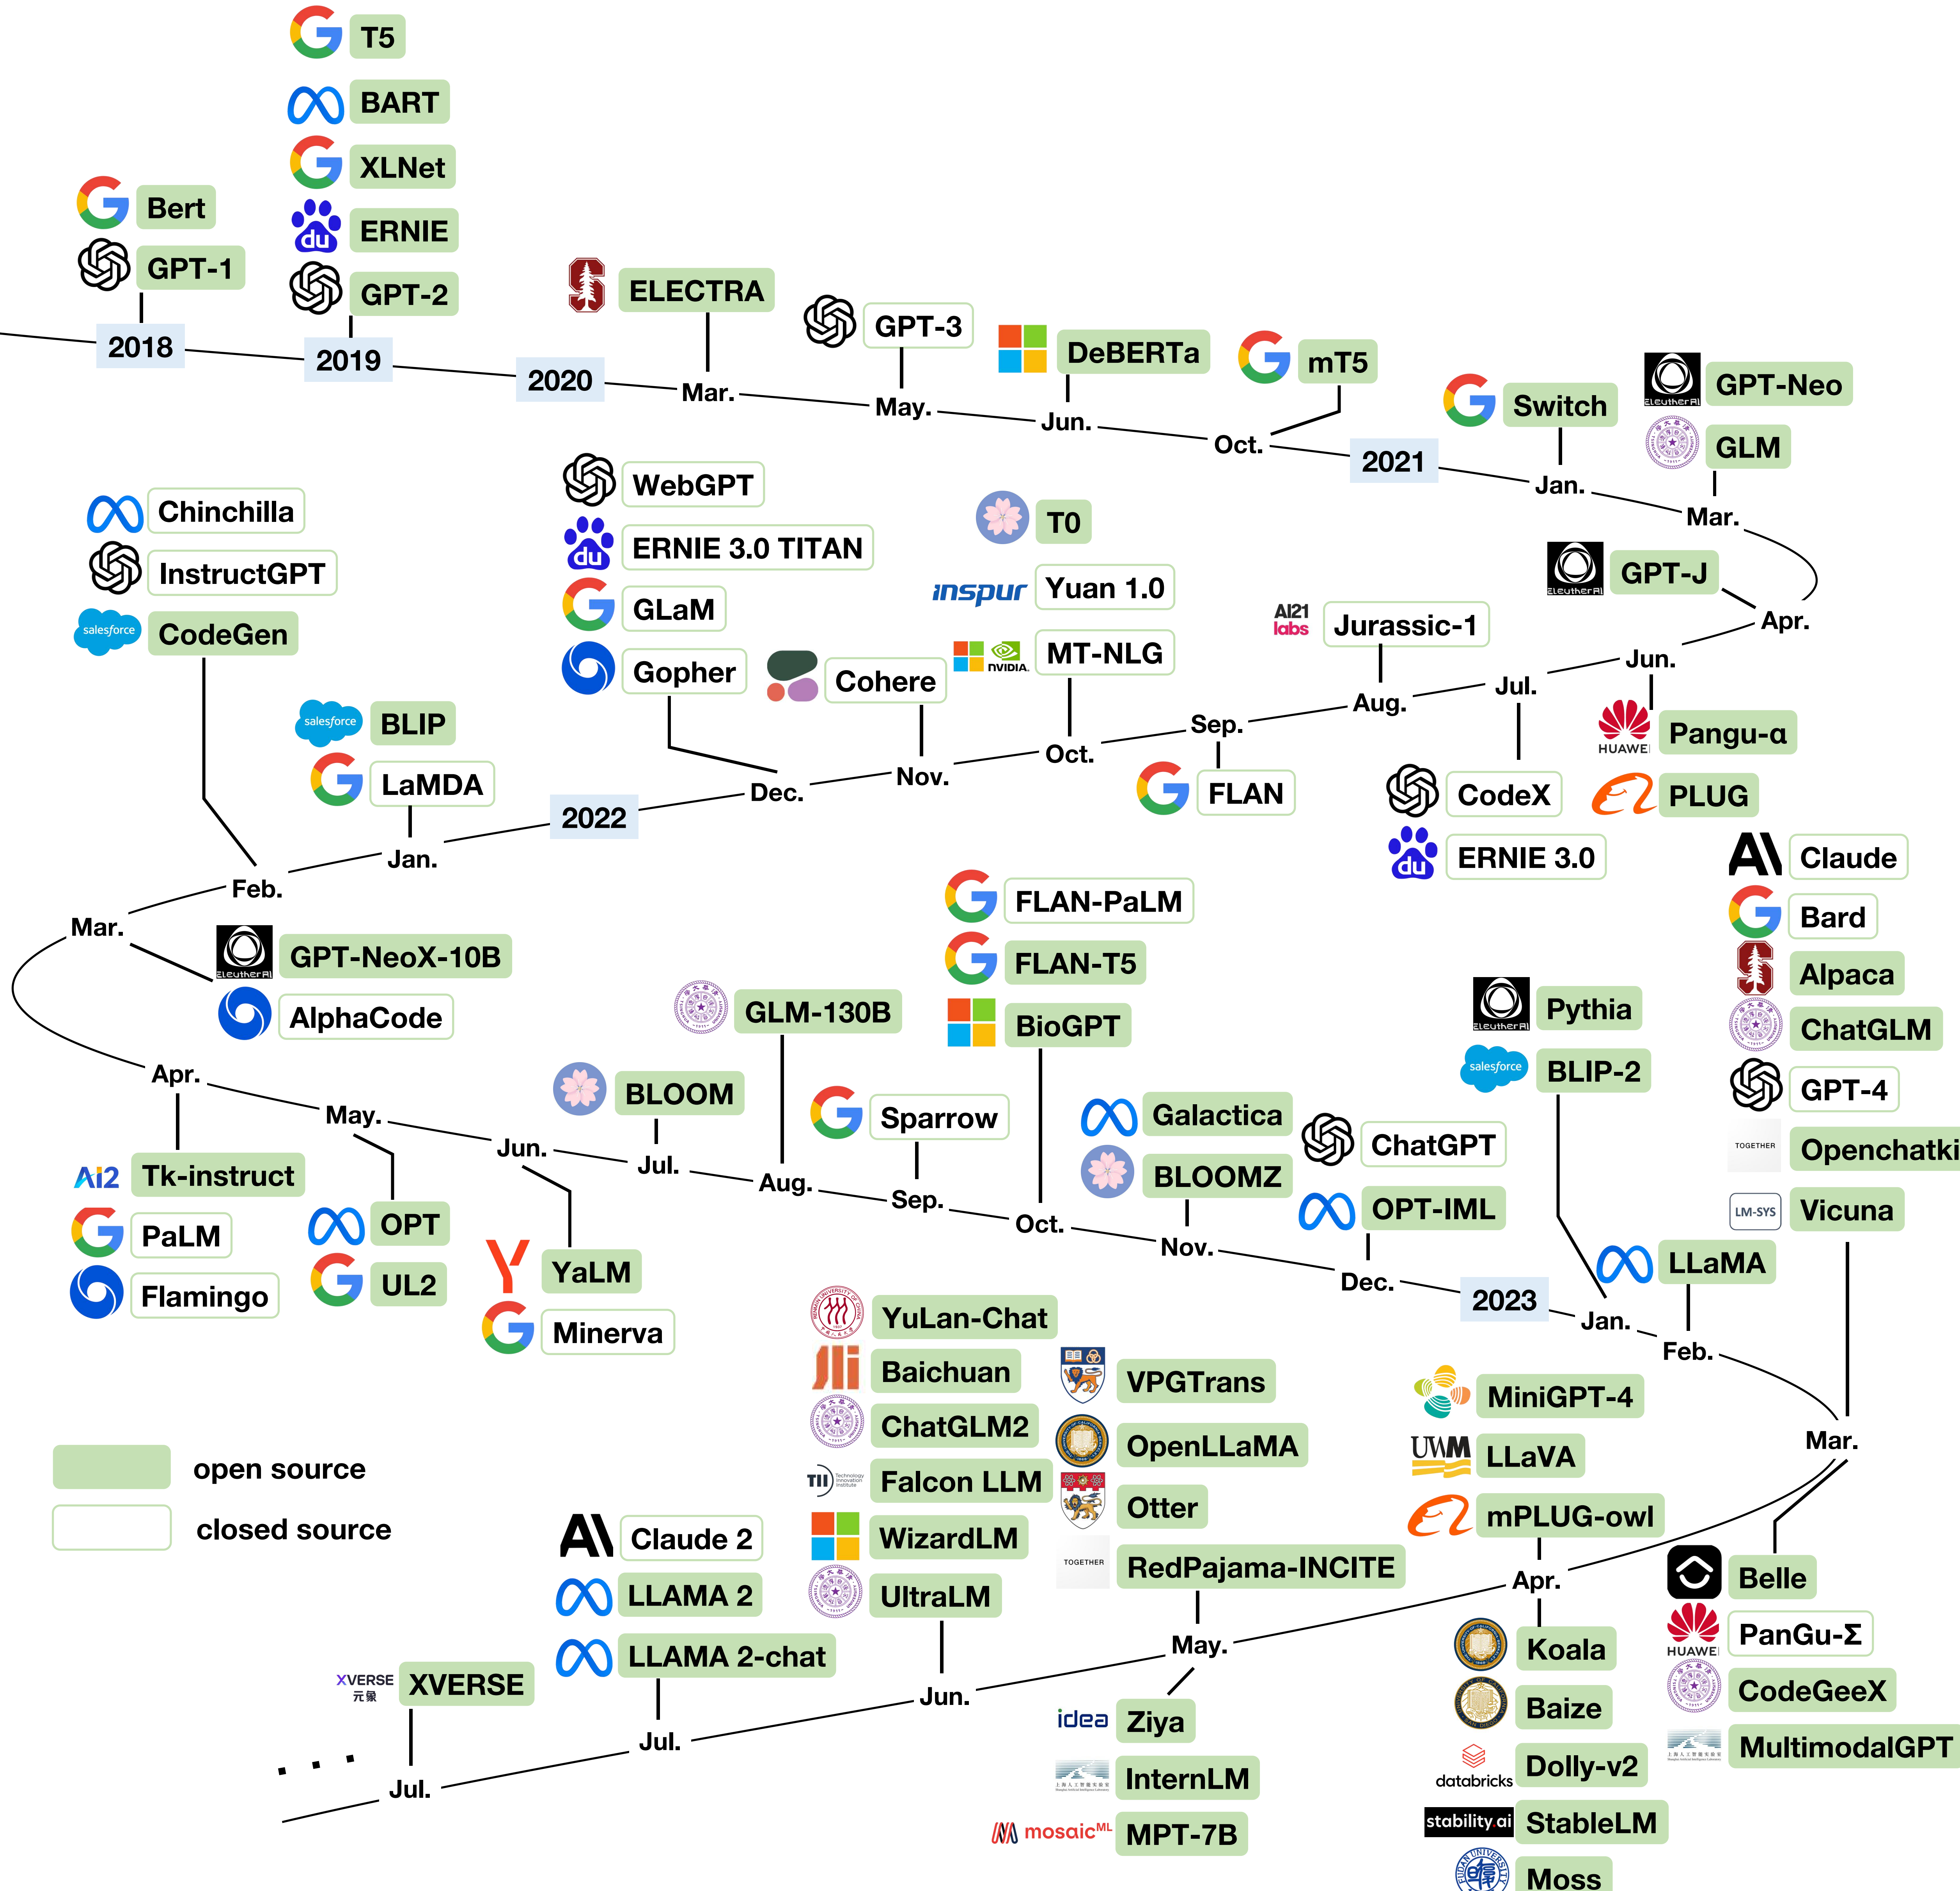 T5
BART
XLNet
Bert
du
ERNIE
GPT-1
GPT-2
ELECTRA
GPT-3
DeBERTa
mT5
2018
2019
2020
Mar.
May.
Jun.
Oct.
2021
Switch
EleutherAI
GPT-Neo
GLM
Jan.
Mar.
Chinchilla
InstructGPT
salesforce
CodeGen
WebGPT
du
ERNIE 3.0 TITAN
GLaM
Gopher
Cohere
T0
inspur
Yuan 1.0
NVIDIA.
MT-NLG
AI21
labs
Jurassic-1
EleutherAI
GPT-J
Apr.
Jun.
Jul.
Aug.
Sep.
Oct.
Nov.
Dec.
salesforce
BLIP
LaMDA
2022
FLAN
CodeX
du
ERNIE 3.0
HUAWEI
Pangu-α
PLUG
Jan.
Feb.
Mar.
EleutherAI
GPT-NeoX-10B
AlphaCode
GLM-130B
FLAN-PaLM
FLAN-T5
BioGPT
EleutherAI
Pythia
salesforce
BLIP-2
Claude
Bard
Alpaca
ChatGLM
GPT-4
TOGETHER
Openchatki
LM-SYS
Vicuna
Apr.
May.
Jun.
BLOOM
Jul.
Sparrow
Aug.
Sep.
Oct.
Galactica
BLOOMZ
Nov.
ChatGPT
OPT-IML
Dec.
2023
Jan.
LLaMA
Feb.
Mar.
Ai2
Tk-instruct
PaLM
Flamingo
OPT
UL2
YaLM
Minerva
YuLan-Chat
Baichuan
ChatGLM2
TII
Technology
Innovation
Institute
Falcon LLM
WizardLM
UltraLM
VPGTrans
OpenLLaMA
Otter
TOGETHER
RedPajama-INCITE
MiniGPT-4
UWM
LLaVA
mPLUG-owl
Apr.
open source
closed source
Claude 2
LLAMA 2
LLAMA 2-chat
XVERSE
元象
XVERSE
Jul.
Jul.
Jun.
May.
idea
Ziya
InternLM
mosaicML
MPT-7B
Koala
Baize
databricks
Dolly-v2
stability.ai
StableLM
Moss
Belle
HUAWEI
PanGu-Σ
CodeGeeX
MultimodalGPT